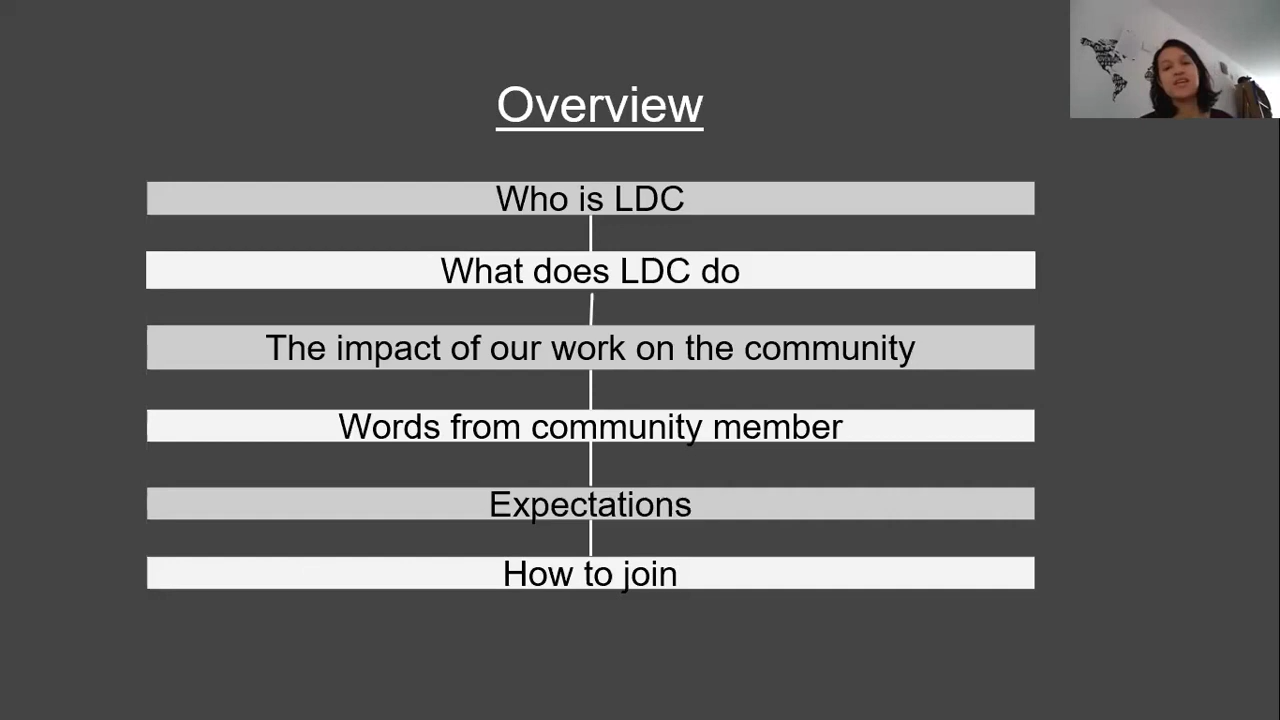 Overview
Who is LDC
What does LDC do
The impact of our work on the community
Words from community member
Expectations
How to join